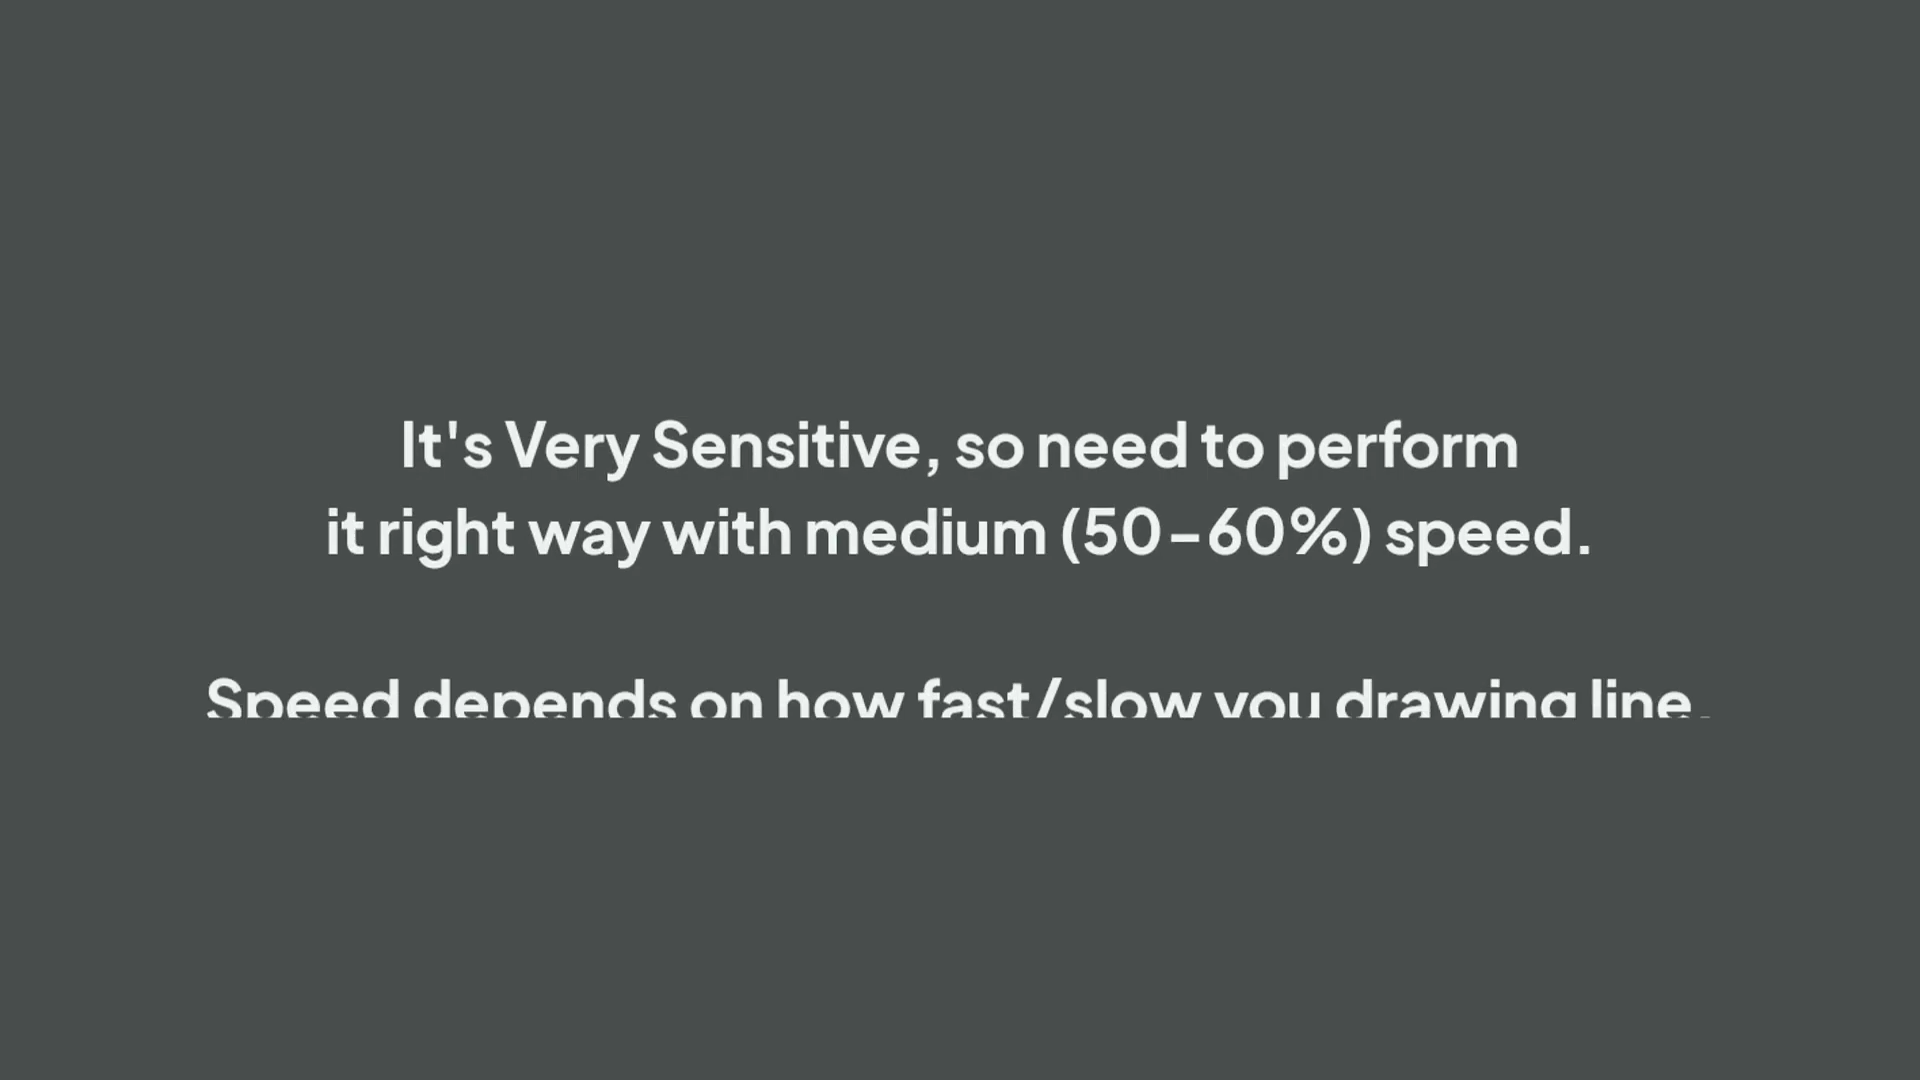 It's Very Sensitive, so need to perform
it right way with medium (50-60%) speed.
Speed depends on how fast/slow you drawing line.